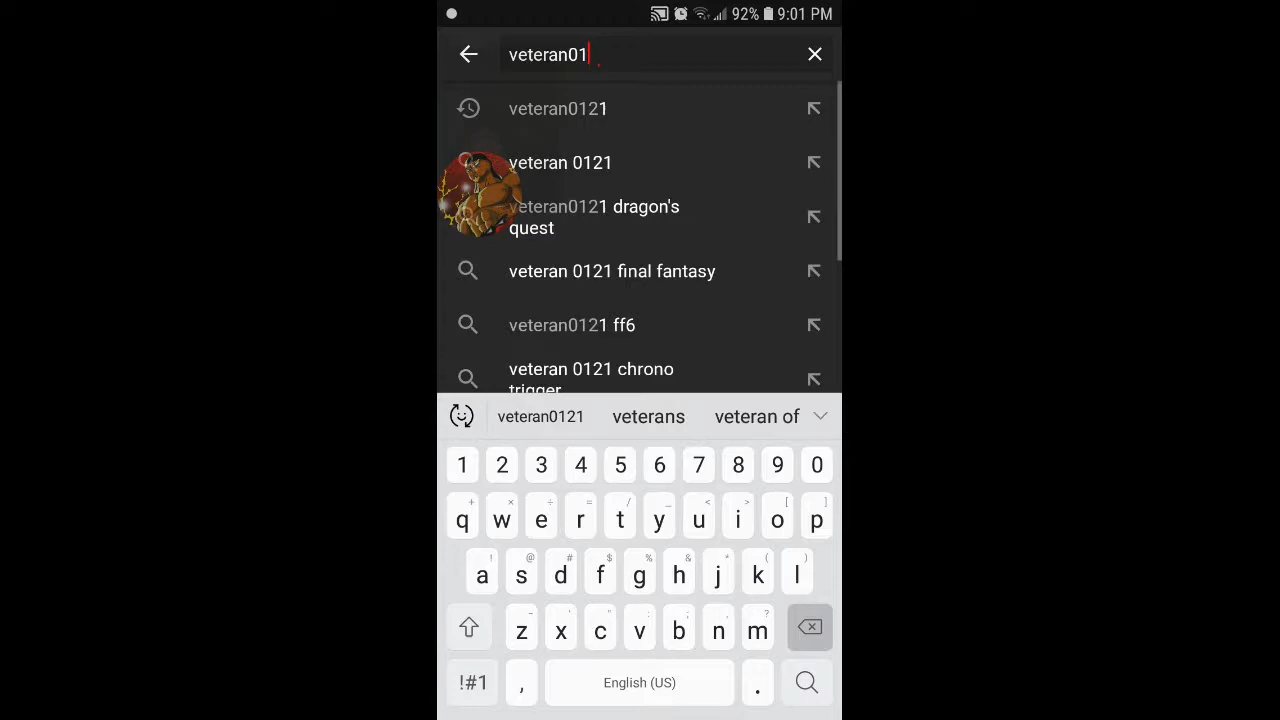 92% 9:01 PM
veteran01
veteran0121
veteran 0121
veteran0121 dragon's
quest
veteran 0121 final fantasy
veteran0121 ff6
veteran 0121 chrono
trigger
veteran0121 veterans veteran of
1 2 3 4 5 6 7 8 9 0
+ × ÷ = / _ < > [ ]
q w e r t y u i o p
! @ # $ % & * ( )
a s d f g h j k l
- ' " : ; , ?
z x c v b n m
!#1 , English (US) .